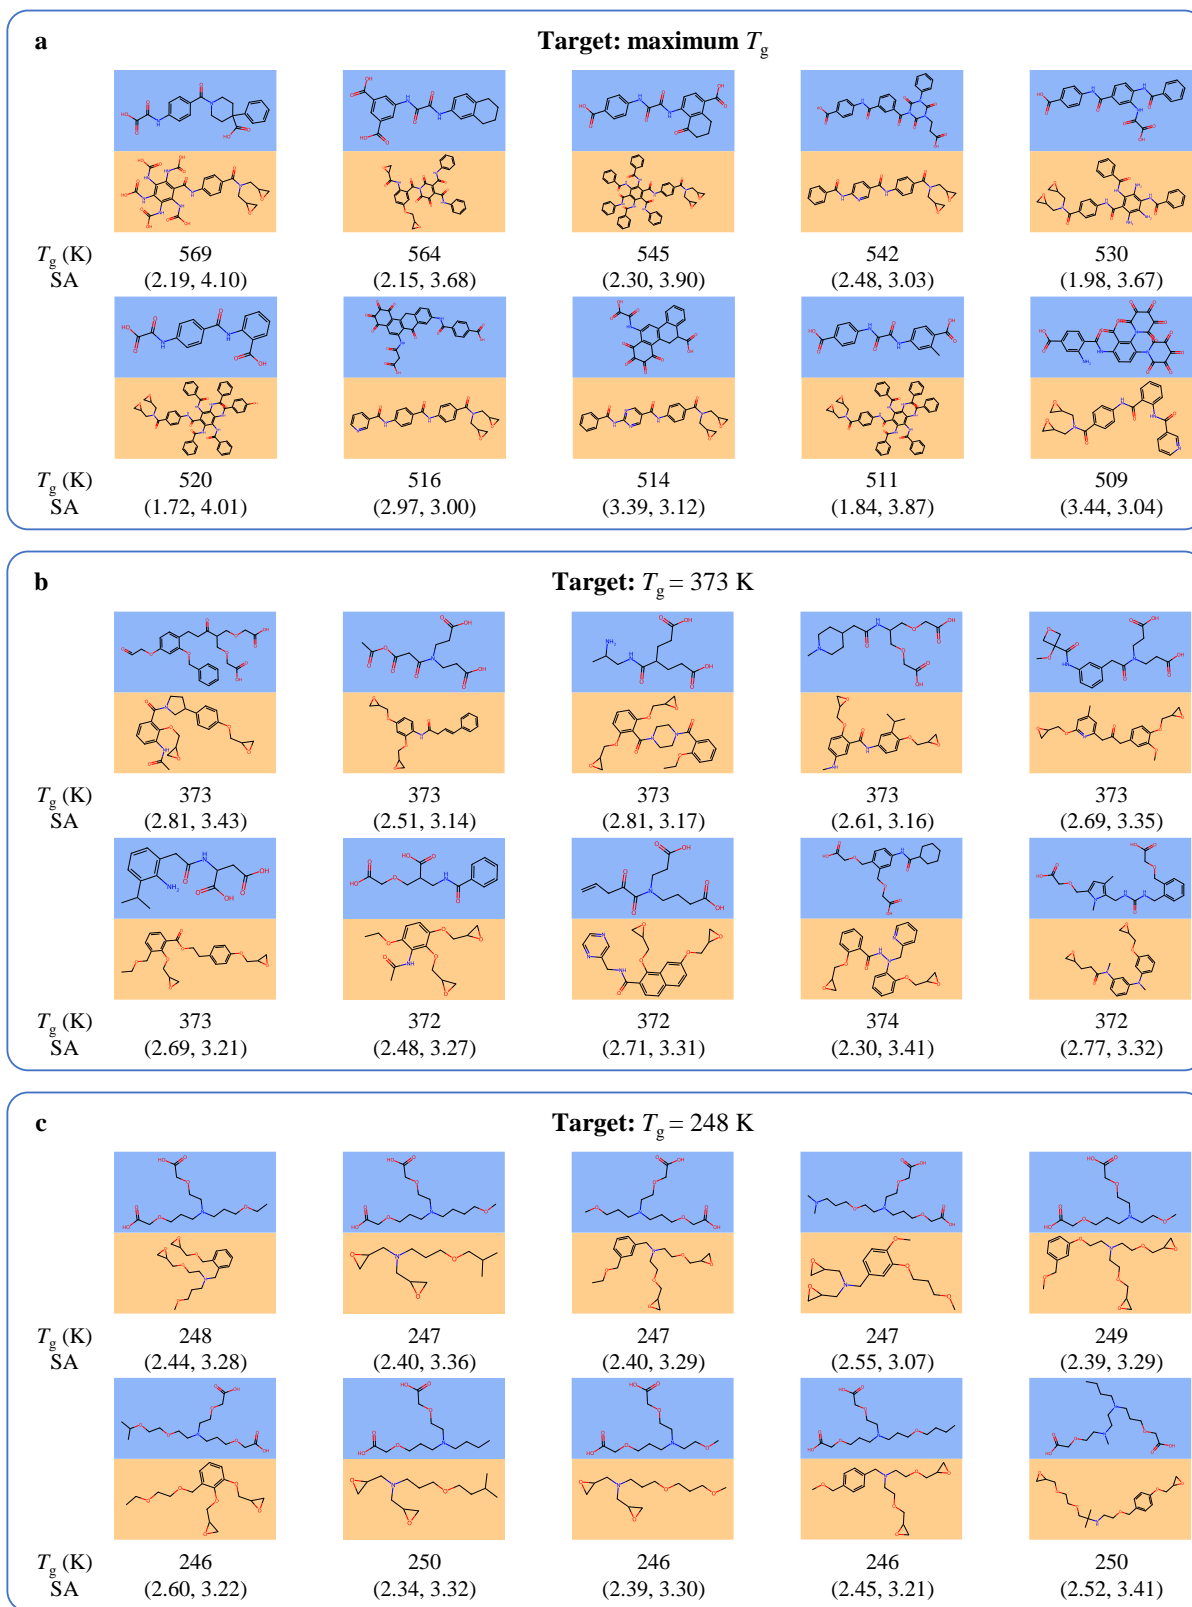 a Target: maximum Tg
Tg (K) 569 564 545 542 530
SA (2.19, 4.10) (2.15, 3.68) (2.30, 3.90) (2.48, 3.03) (1.98, 3.67)
Tg (K) 520 516 514 511 509
SA (1.72, 4.01) (2.97, 3.00) (3.39, 3.12) (1.84, 3.87) (3.44, 3.04)
b Target: Tg = 373 K
Tg (K) 373 373 373 373 373
SA (2.81, 3.43) (2.51, 3.14) (2.81, 3.17) (2.61, 3.16) (2.69, 3.35)
Tg (K) 373 372 372 374 372
SA (2.69, 3.21) (2.48, 3.27) (2.71, 3.31) (2.30, 3.41) (2.77, 3.32)
c Target: Tg = 248 K
Tg (K) 248 247 247 247 249
SA (2.44, 3.28) (2.40, 3.36) (2.40, 3.29) (2.55, 3.07) (2.39, 3.29)
Tg (K) 246 250 246 246 250
SA (2.60, 3.22) (2.34, 3.32) (2.39, 3.30) (2.45, 3.21) (2.52, 3.41)